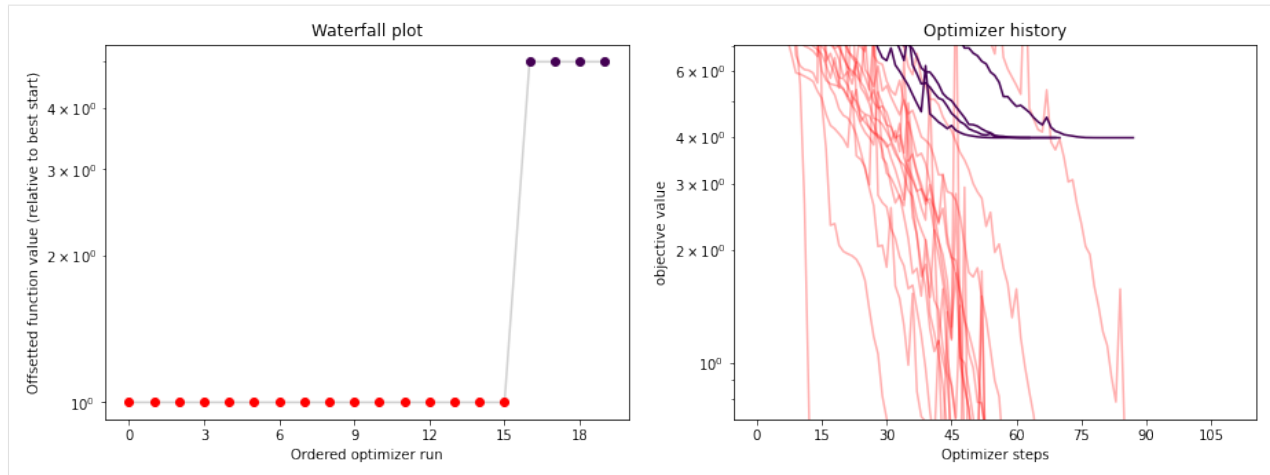 Waterfall plot
Offsetted function value (relative to best start)
4 × 10⁰
3 × 10⁰
2 × 10⁰
10⁰
0 3 6 9 12 15 18
Ordered optimizer run
Optimizer history
objective value
6 × 10⁰
4 × 10⁰
3 × 10⁰
2 × 10⁰
10⁰
0 15 30 45 60 75 90 105
Optimizer steps